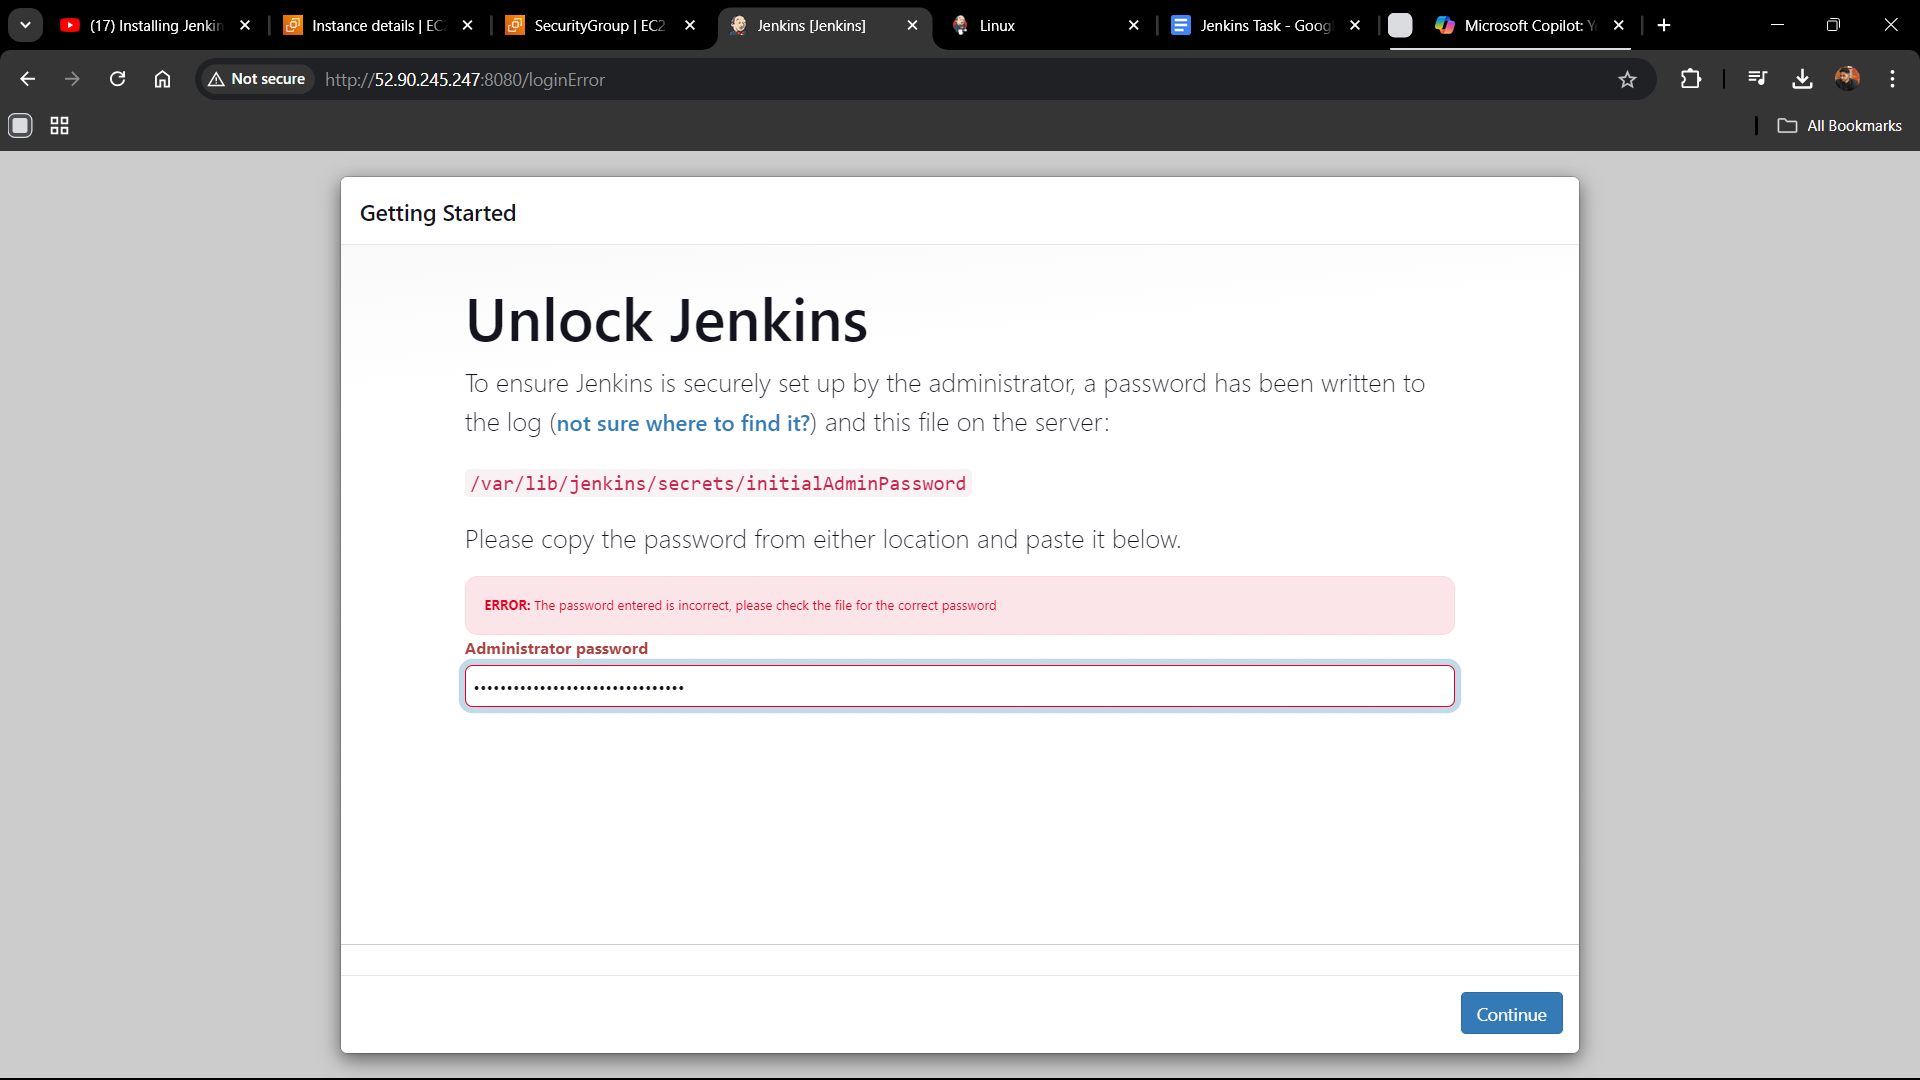 (17) Installing Jenkin
Instance details | EC
SecurityGroup | EC2
Jenkins [Jenkins]
Linux
Jenkins Task - Goog
Microsoft Copilot: Y
Not secure
http://52.90.245.247:8080/loginError
All Bookmarks
Getting Started
Unlock Jenkins
To ensure Jenkins is securely set up by the administrator, a password has been written to
the log (not sure where to find it?) and this file on the server:
/var/lib/jenkins/secrets/initialAdminPassword
Please copy the password from either location and paste it below.
ERROR: The password entered is incorrect, please check the file for the correct password
Administrator password
Continue